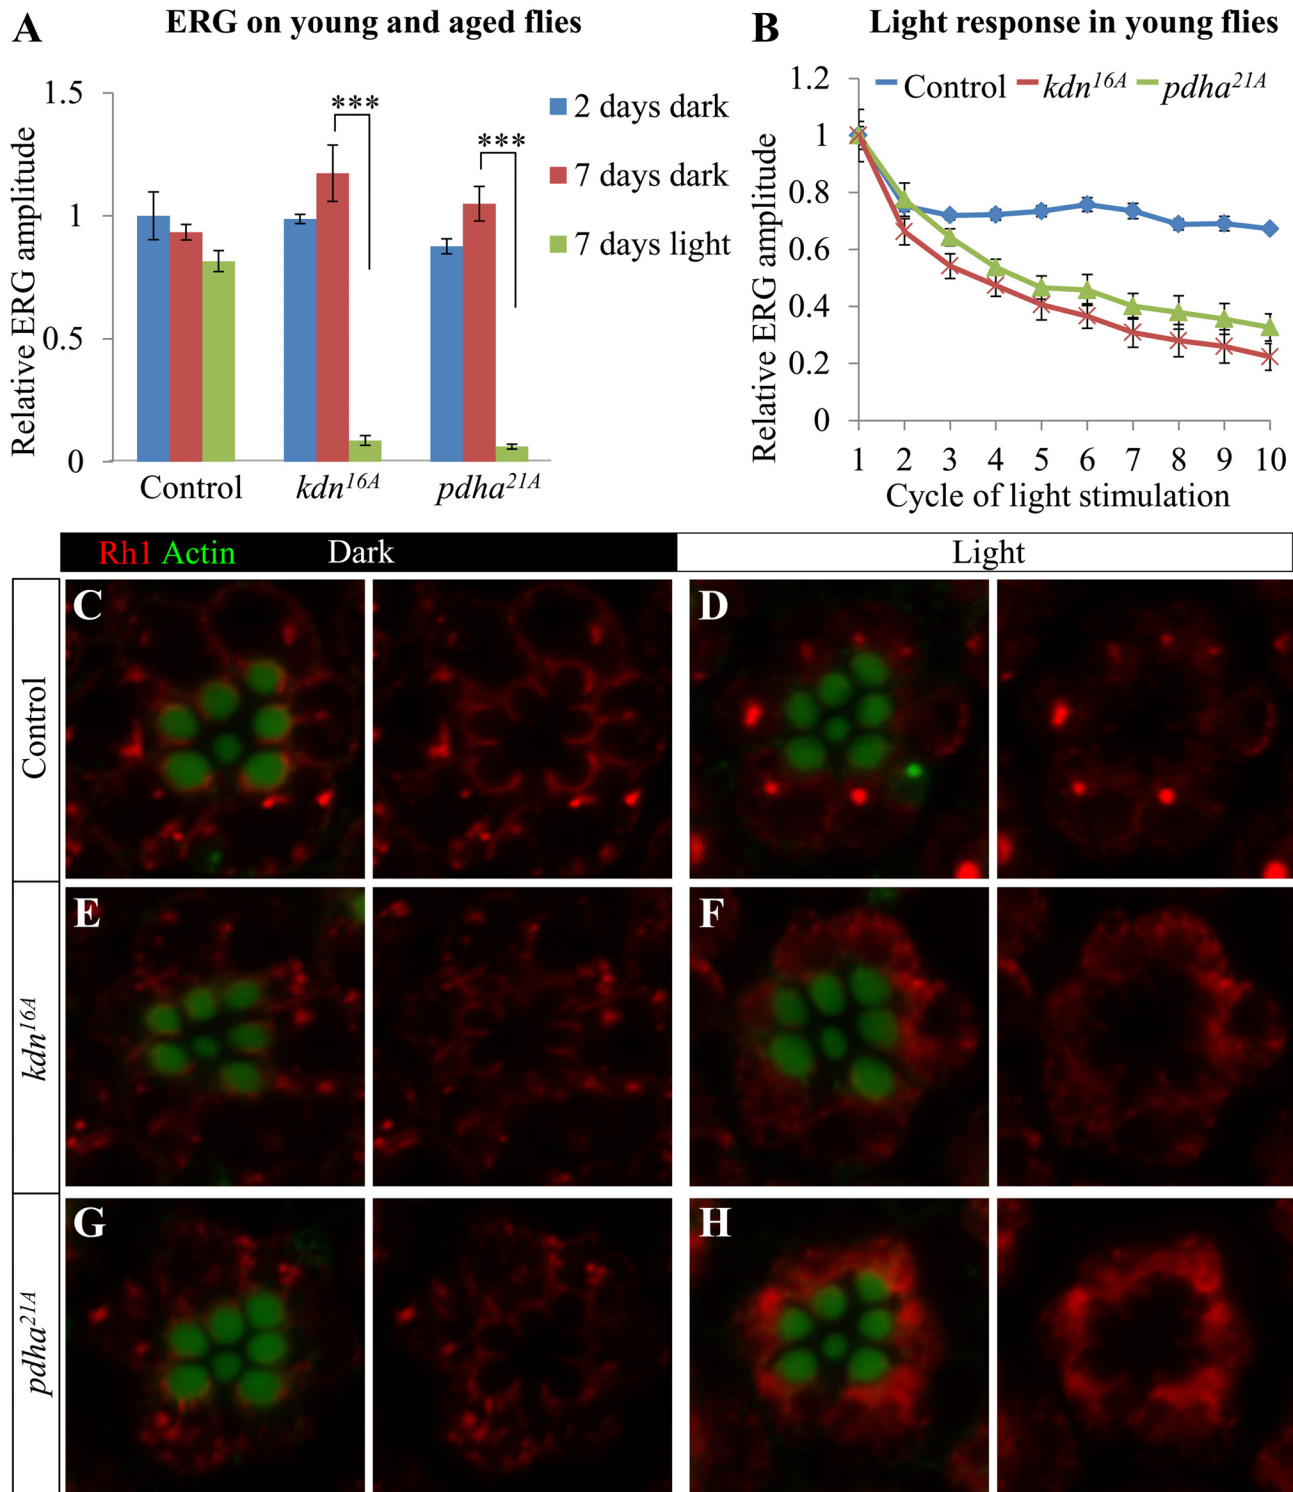 A
ERG on young and aged flies
1.5
1
0.5
0
Relative ERG amplitude
***
***
2 days dark
7 days dark
7 days light
Control
kdn16A
pdha21A
B
Light response in young flies
1.2
1
0.8
0.6
0.4
0.2
0
Relative ERG amplitude
Control
kdn16A
pdha21A
1 2 3 4 5 6 7 8 9 10
Cycle of light stimulation
Rh1 Actin
Dark
Light
Control
C
D
kdn16A
E
F
pdha21A
G
H